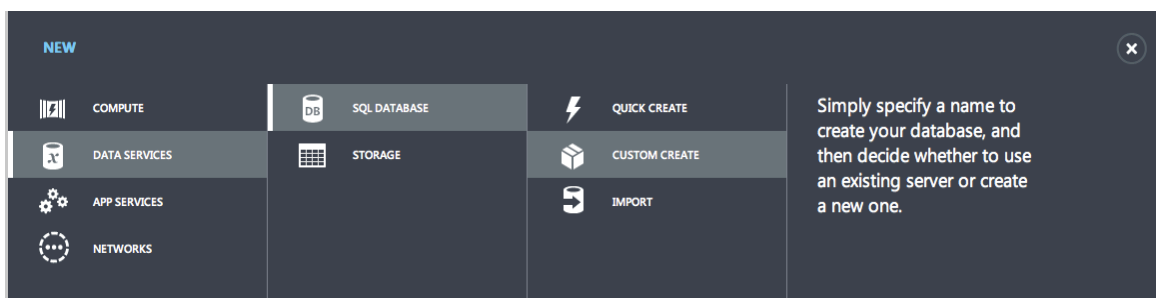 NEW
COMPUTE
DATA SERVICES
APP SERVICES
NETWORKS
DB
SQL DATABASE
STORAGE
QUICK CREATE
CUSTOM CREATE
IMPORT
Simply specify a name to
create your database, and
then decide whether to use
an existing server or create
a new one.
x